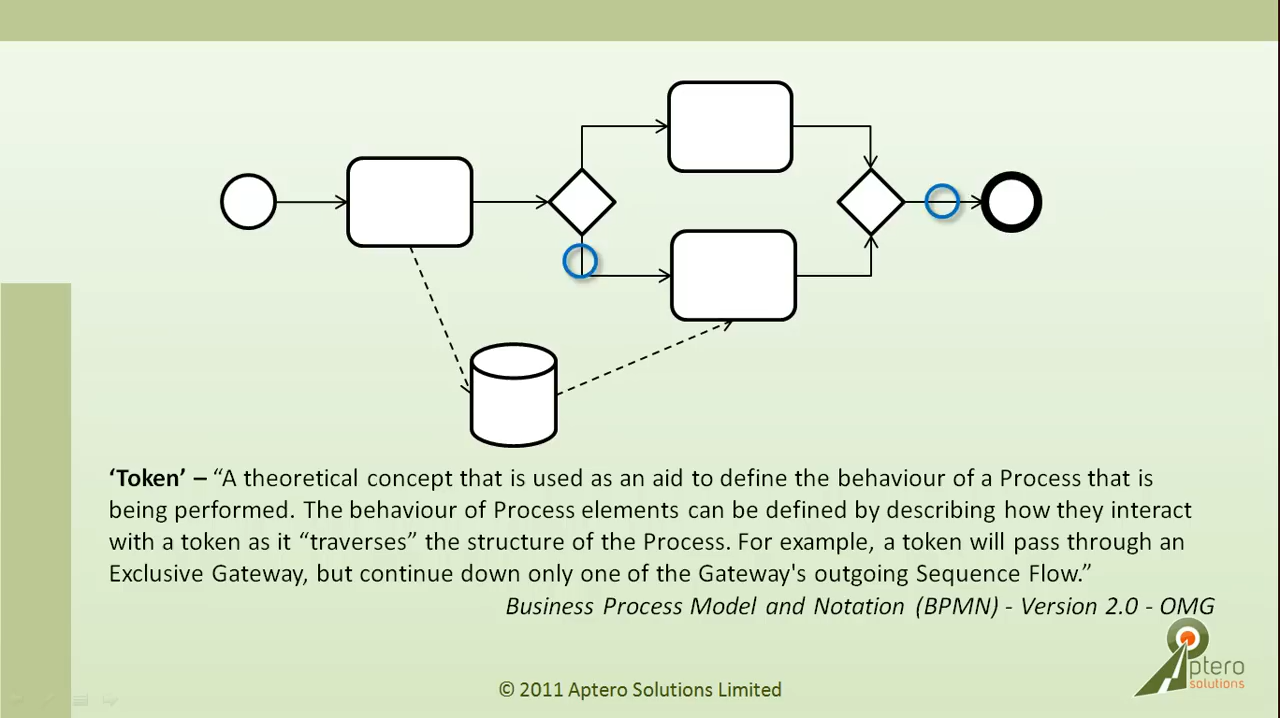 ‘Token’ – “A theoretical concept that is used as an aid to define the behaviour of a Process that is
being performed. The behaviour of Process elements can be defined by describing how they interact
with a token as it “traverses” the structure of the Process. For example, a token will pass through an
Exclusive Gateway, but continue down only one of the Gateway's outgoing Sequence Flow.”
Business Process Model and Notation (BPMN) - Version 2.0 - OMG
ptero
solutions
© 2011 Aptero Solutions Limited